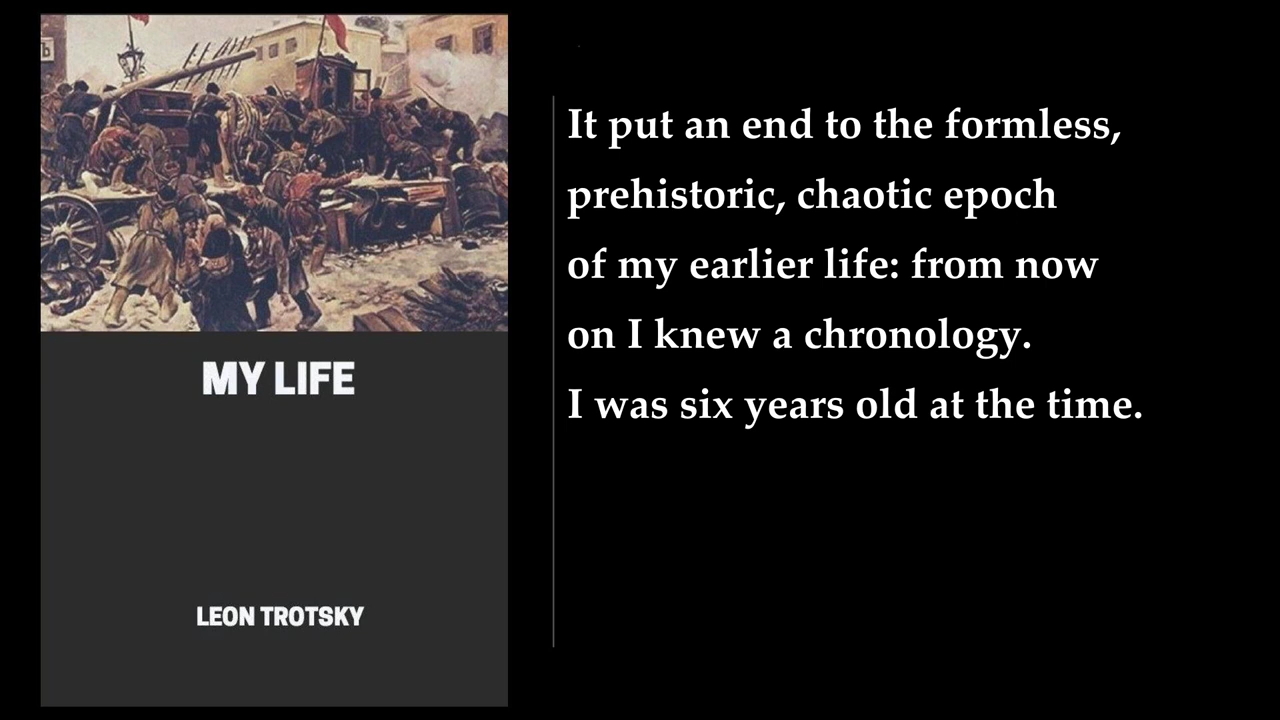 MY LIFE
LEON TROTSKY
It put an end to the formless,
prehistoric, chaotic epoch
of my earlier life: from now
on I knew a chronology.
I was six years old at the time.